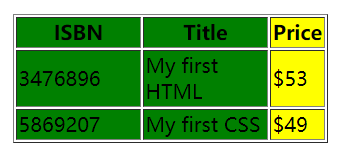 ISBN Title Price
3476896 My first HTML $53
5869207 My first CSS $49